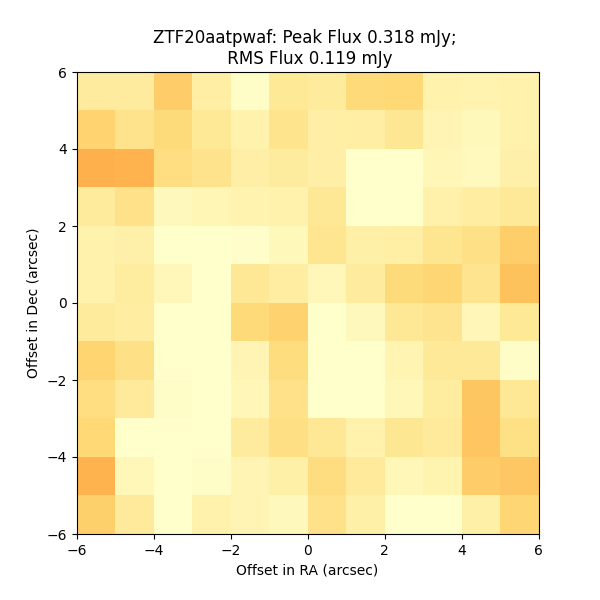 ZTF20aatpwaf: Peak Flux 0.318 mJy;
RMS Flux 0.119 mJy
6
4
2
0
−2
−4
−6
Offset in Dec (arcsec)
−6 −4 −2 0 2 4 6
Offset in RA (arcsec)